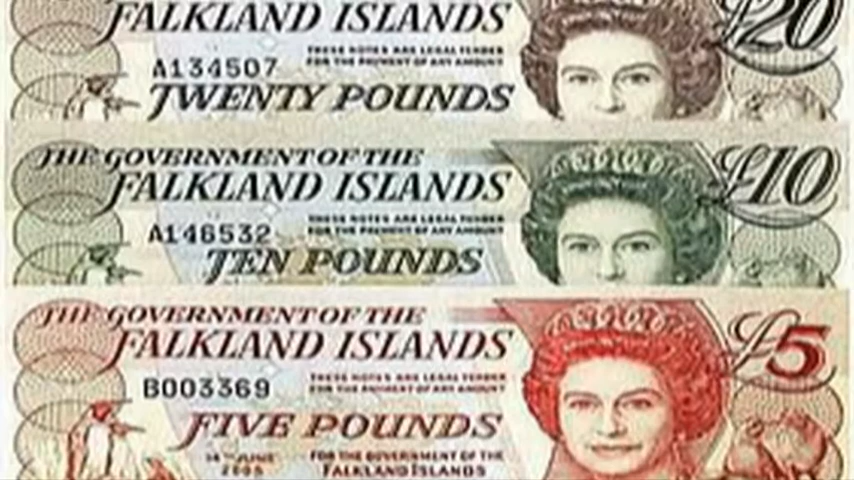 FALKLAND ISLANDS
£20
THESE NOTES ARE LEGAL TENDER
FOR THE PAYMENT OF ANY AMOUNT
A134507
TWENTY POUNDS
THE GOVERNMENT OF THE
FALKLAND ISLANDS
£10
THESE NOTES ARE LEGAL TENDER
FOR THE PAYMENT OF ANY AMOUNT
A146532
TEN POUNDS
THE GOVERNMENT OF THE
FALKLAND ISLANDS
£5
THESE NOTES ARE LEGAL TENDER
FOR THE PAYMENT OF ANY AMOUNT
B003369
FIVE POUNDS
14TH JUNE
2005
FOR THE GOVERNMENT OF THE
FALKLAND ISLANDS